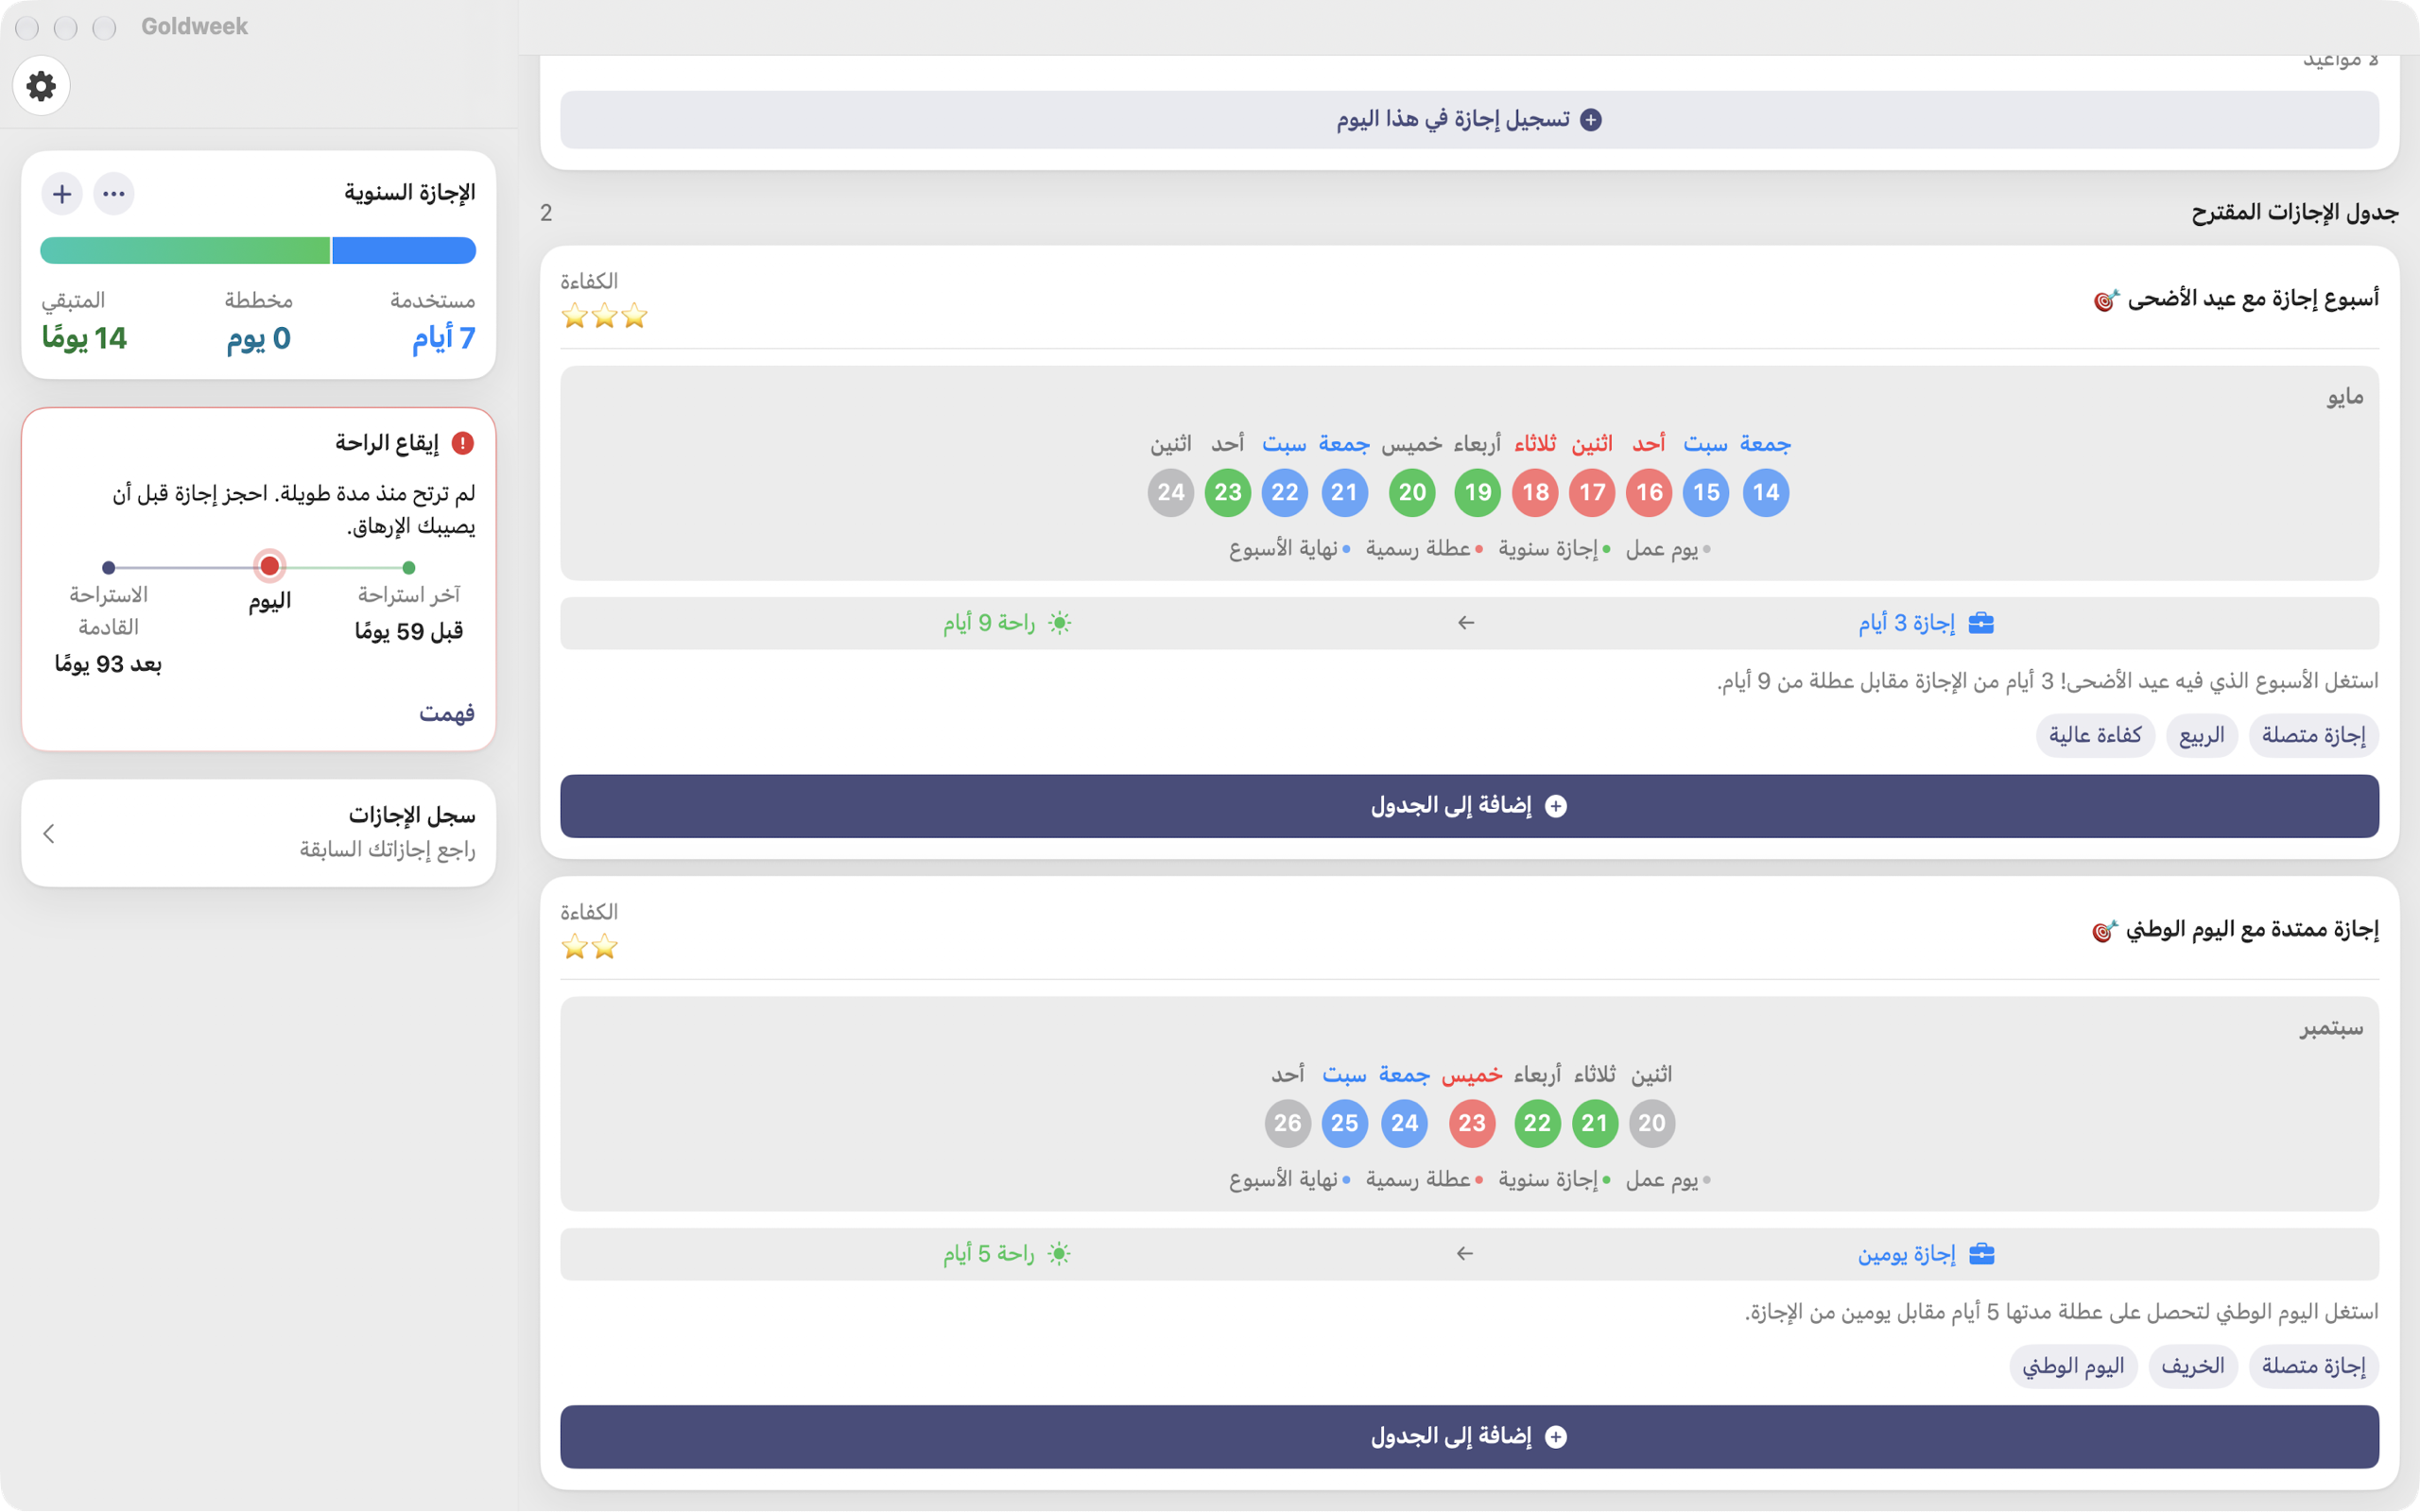 Goldweek
الإجازة السنوية
مستخدمة
مخططة
المتبقي
7 أيام
0 يوم
14 يومًا
إيقاع الراحة
لم ترتح منذ مدة طويلة. احجز إجازة قبل أن
يصيبك الإرهاق.
آخر استراحة
قبل 59 يومًا
اليوم
الاستراحة
القادمة
بعد 93 يومًا
فهمت
سجل الإجازات
راجع إجازاتك السابقة
لا مواعيد
تسجيل إجازة في هذا اليوم
جدول الإجازات المقترح
2
أسبوع إجازة مع عيد الأضحى 🎯
الكفاءة
مايو
جمعة سبت أحد اثنين ثلاثاء أربعاء خميس جمعة سبت أحد اثنين
14 15 16 17 18 19 20 21 22 23 24
يوم عمل إجازة سنوية عطلة رسمية نهاية الأسبوع
إجازة 3 أيام ← راحة 9 أيام
استغل الأسبوع الذي فيه عيد الأضحى! 3 أيام من الإجازة مقابل عطلة من 9 أيام.
إجازة متصلة الربيع كفاءة عالية
إضافة إلى الجدول
إجازة ممتدة مع اليوم الوطني 🎯
الكفاءة
سبتمبر
اثنين ثلاثاء أربعاء خميس جمعة سبت أحد
20 21 22 23 24 25 26
يوم عمل إجازة سنوية عطلة رسمية نهاية الأسبوع
إجازة يومين ← راحة 5 أيام
استغل اليوم الوطني لتحصل على عطلة مدتها 5 أيام مقابل يومين من الإجازة.
إجازة متصلة الخريف اليوم الوطني
إضافة إلى الجدول